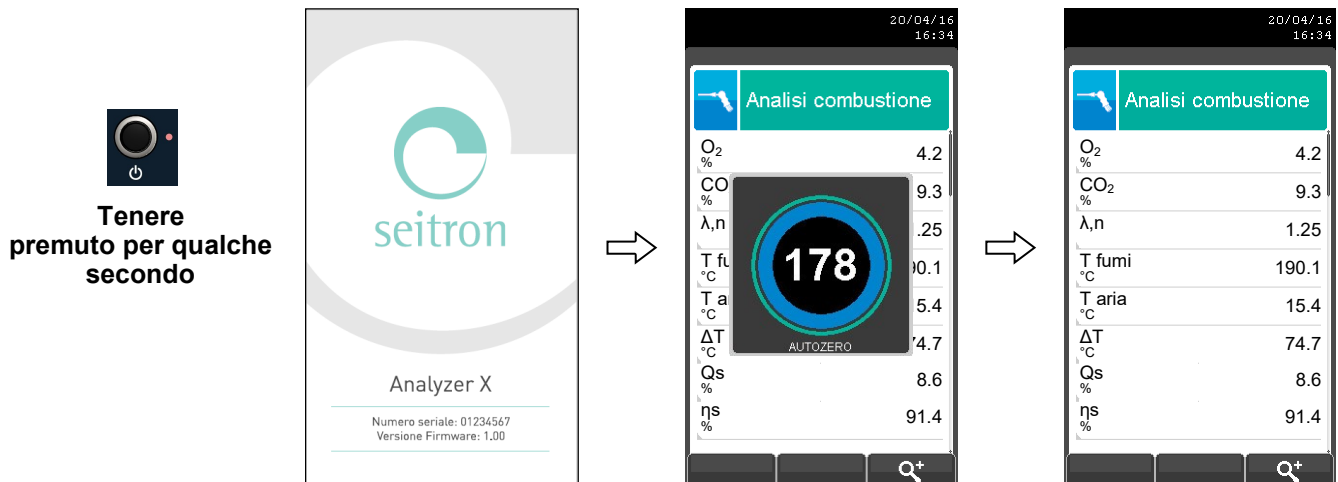 Tenere
premuto per qualche
secondo
seitron
Analyzer X
Numero seriale: 01234567
Versione Firmware: 1.00
20/04/16
16:34
Analisi combustione
O2
%
4.2
CO
%
9.3
λ,n
.25
T fu
°C
90.1
T a
°C
5.4
ΔT
°C
74.7
Qs
%
8.6
ηs
%
91.4
178
AUTOZERO
20/04/16
16:34
Analisi combustione
O2
%
4.2
CO2
%
9.3
λ,n
1.25
T fumi
°C
190.1
T aria
°C
15.4
ΔT
°C
74.7
Qs
%
8.6
ηs
%
91.4